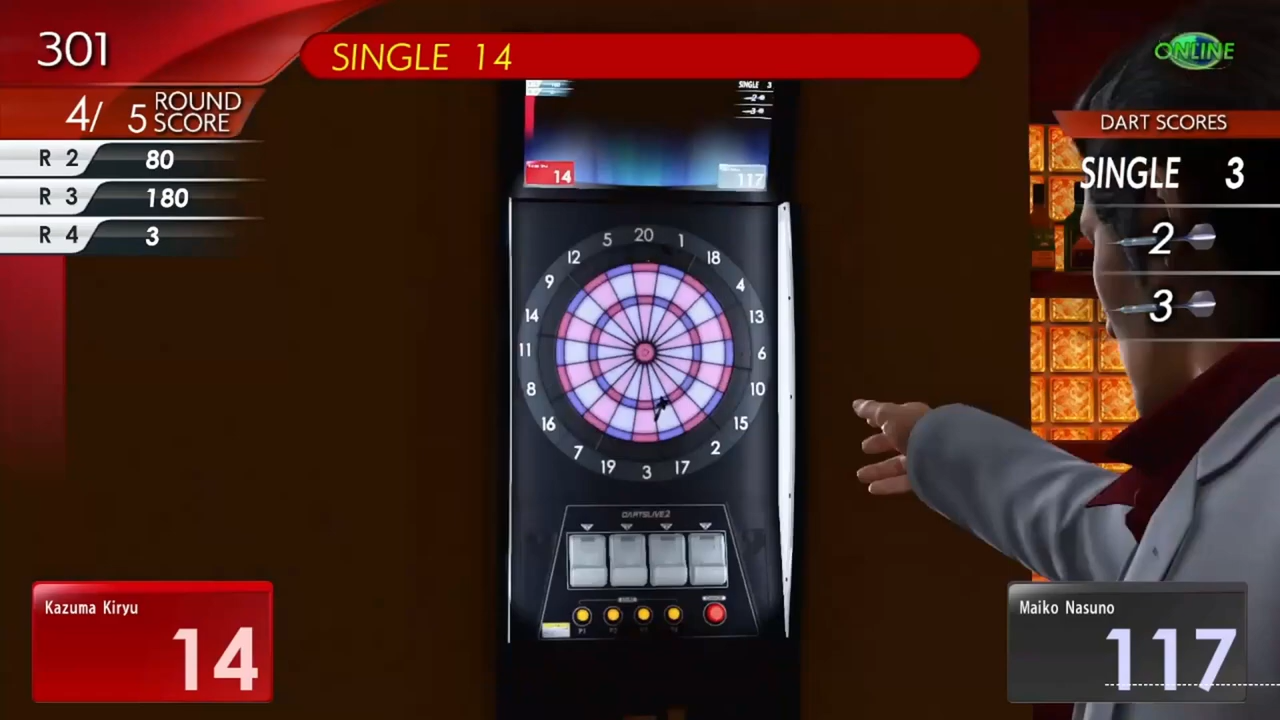 301
SINGLE 14
ONLINE
4/ 5 ROUND SCORE
R 2 80
R 3 180
R 4 3
DART SCORES
SINGLE 3
2
3
SINGLE 3
14
117
20
5 1
12 18
9 4
14 13
11 6
8 10
16 15
7 2
19 17
3
DARTSLIVE2
Kazuma Kiryu
14
Maiko Nasuno
117